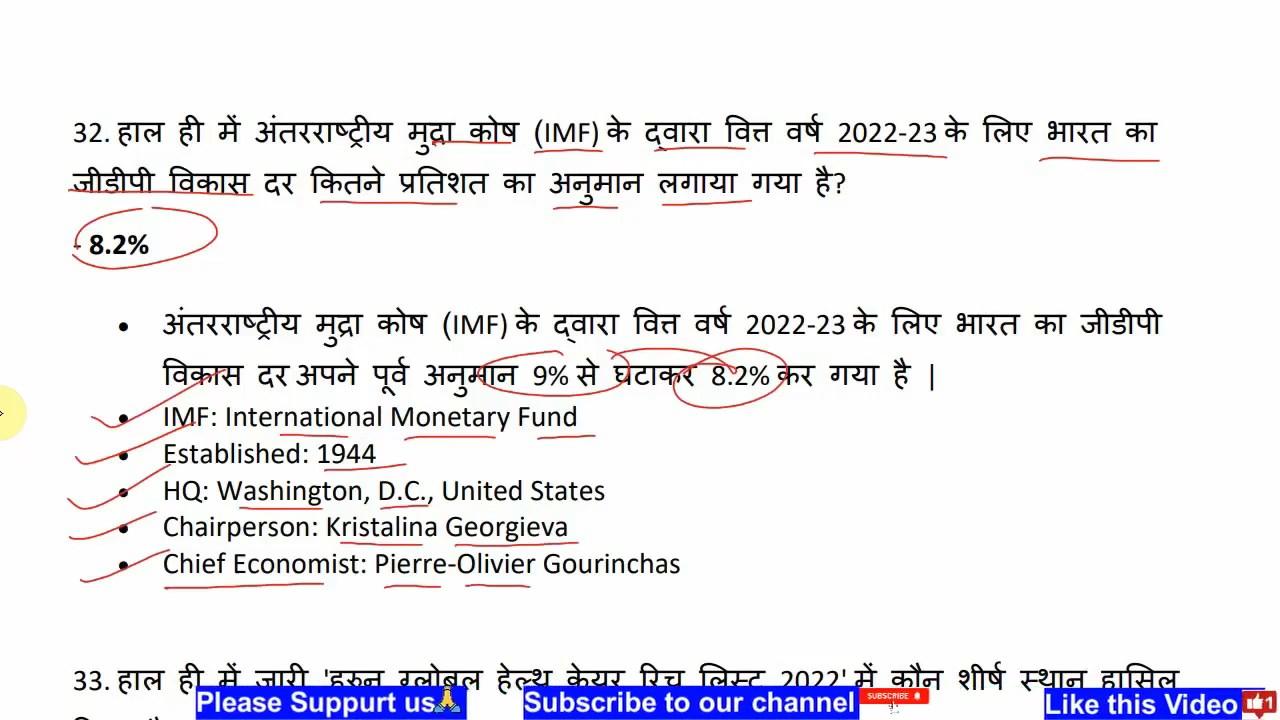 32. हाल ही में अंतरराष्ट्रीय मुद्रा कोष (IMF) के द्वारा वित्त वर्ष 2022-23 के लिए भारत का
जीडीपी विकास दर कितने प्रतिशत का अनुमान लगाया गया है?
- 8.2%
• अंतरराष्ट्रीय मुद्रा कोष (IMF) के द्वारा वित्त वर्ष 2022-23 के लिए भारत का जीडीपी
विकास दर अपने पूर्व अनुमान 9% से घटाकर 8.2% कर गया है |
• IMF: International Monetary Fund
• Established: 1944
• HQ: Washington, D.C., United States
• Chairperson: Kristalina Georgieva
• Chief Economist: Pierre-Olivier Gourinchas
33. हाल ही में जारी 'हुरुन ग्लोबल हेल्थ केयर रिच लिस्ट 2022' में कौन शीर्ष स्थान हासिल
Please Suppurt us🙏 Subscribe to our channel SUBSCRIBE Like this Video 1